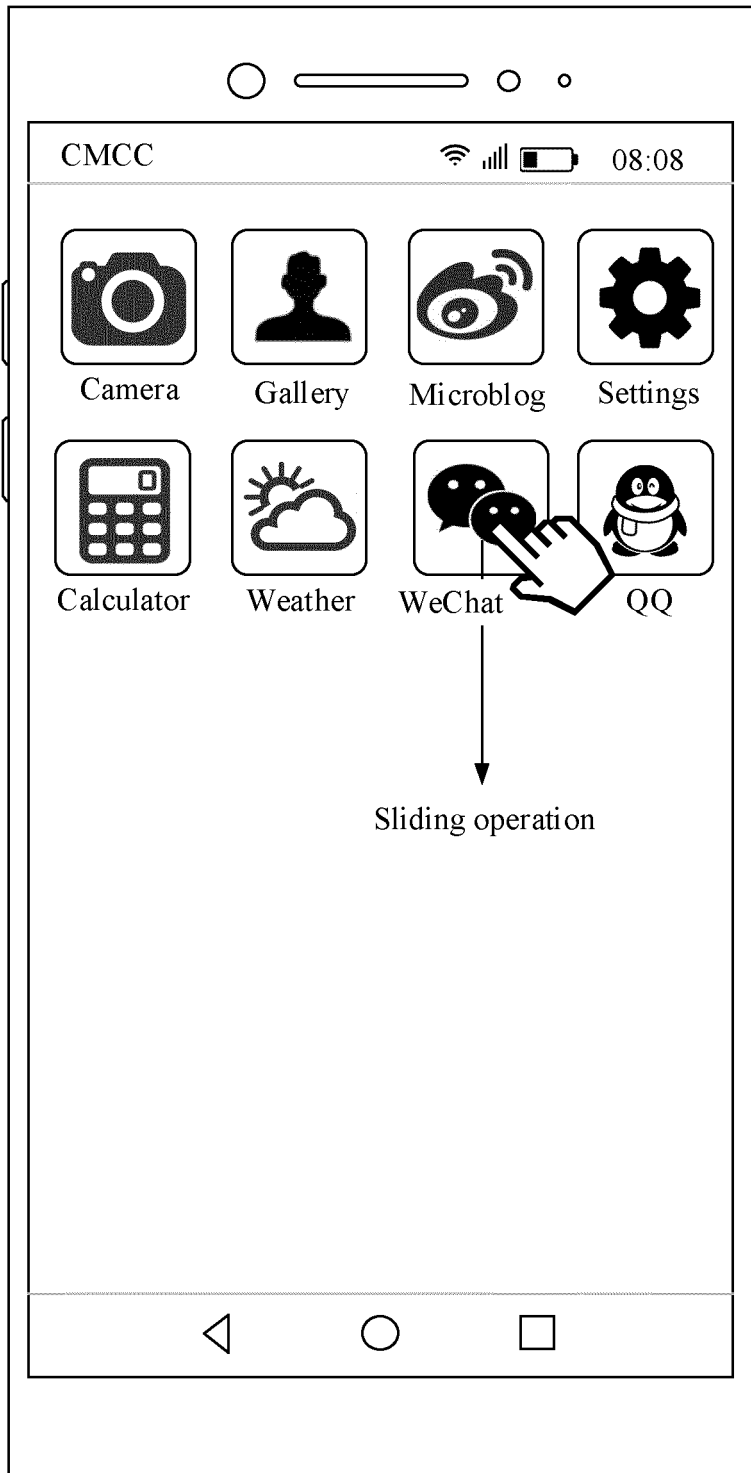 CMCC 08:08
Camera Gallery Microblog Settings
Calculator Weather WeChat QQ
Sliding operation